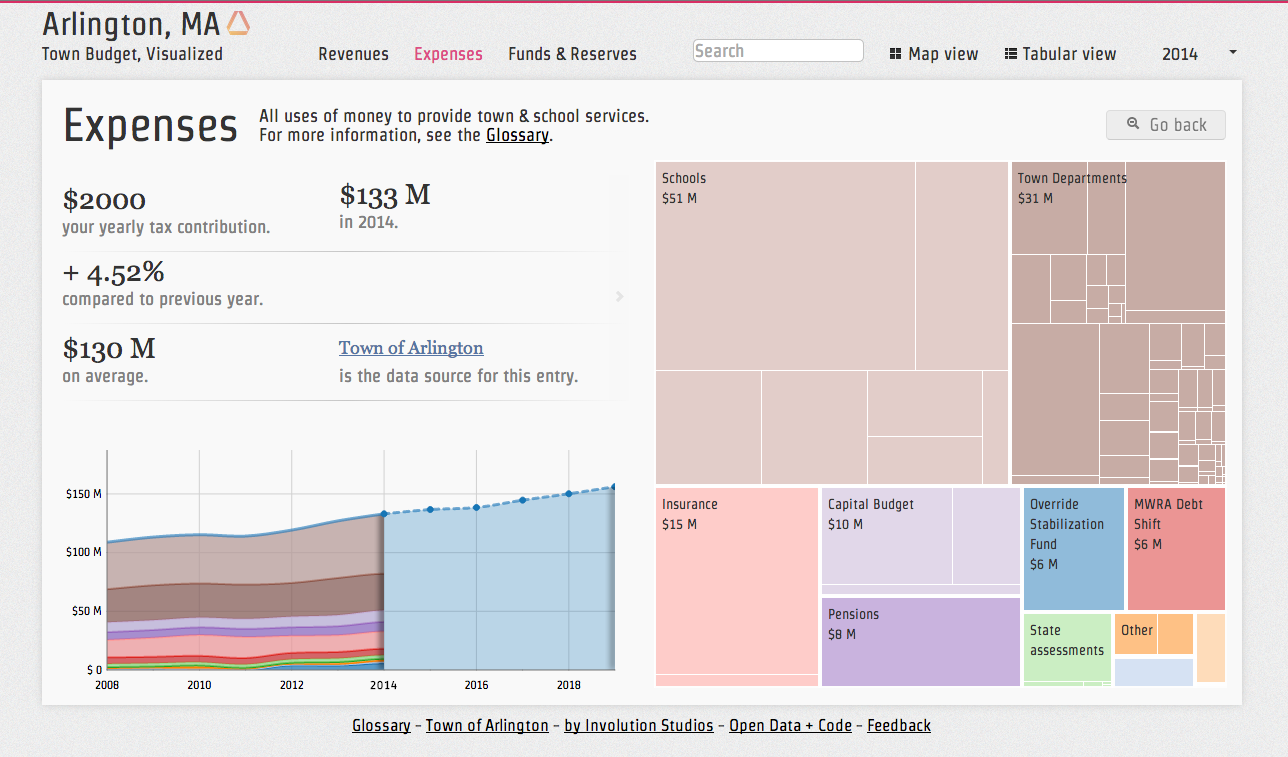 Arlington, MA
Town Budget, Visualized
Revenues
Expenses
Funds & Reserves
Search
Map view
Tabular view
2014
Expenses
All uses of money to provide town & school services.
For more information, see the Glossary.
Go back
$2000
your yearly tax contribution.
$133 M
in 2014.
+ 4.52%
compared to previous year.
$130 M
on average.
Town of Arlington
is the data source for this entry.
$150 M
$100 M
$50 M
$ 0
2008
2010
2012
2014
2016
2018
Schools
$51 M
Town Departments
$31 M
Insurance
$15 M
Capital Budget
$10 M
Pensions
$8 M
Override
Stabilization
Fund
$6 M
MWRA Debt
Shift
$6 M
State
assessments
Other
Glossary - Town of Arlington - by Involution Studios - Open Data + Code - Feedback